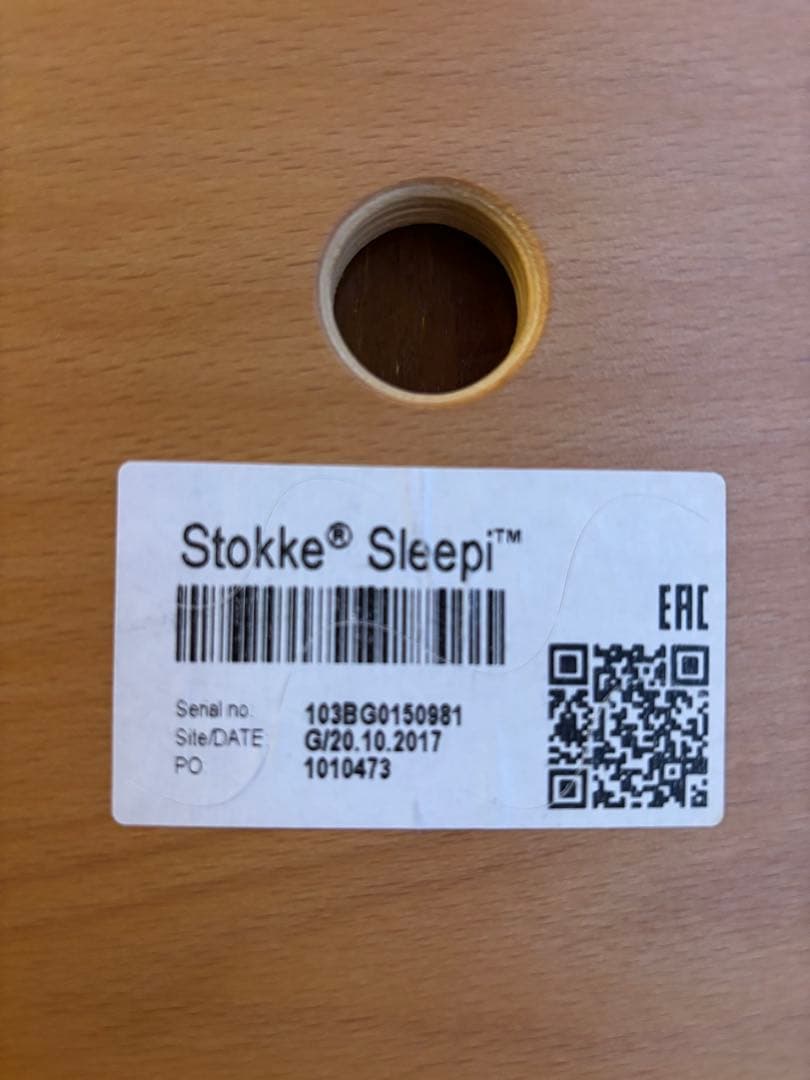 Stokke® Sleepi™
EAC
Serial no. 103BG0150981
Site/DATE G/20.10.2017
PO 1010473